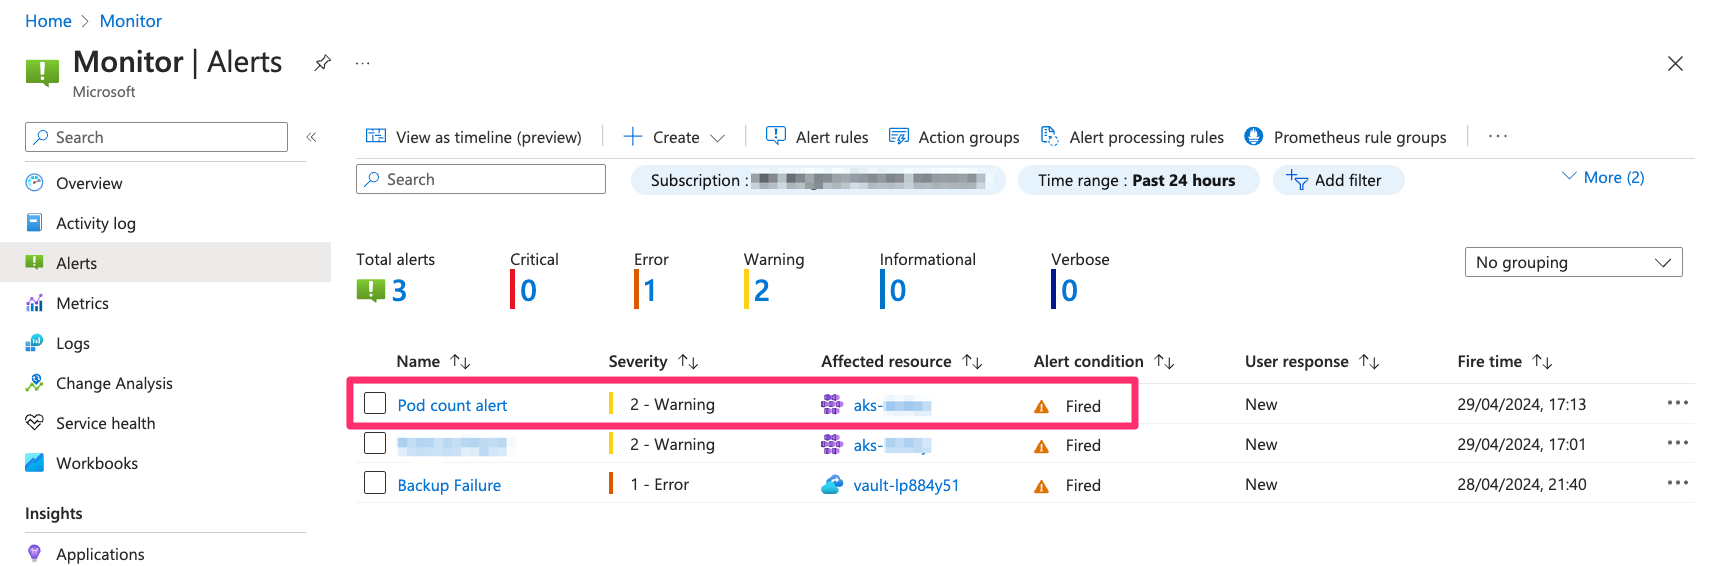 Home > Monitor
Monitor | Alerts
Microsoft
Search
Overview
Activity log
Alerts
Metrics
Logs
Change Analysis
Service health
Workbooks
Insights
Applications
View as timeline (preview) Create Alert rules Action groups Alert processing rules Prometheus rule groups
Search Subscription : Time range : Past 24 hours Add filter More (2)
Total alerts Critical Error Warning Informational Verbose
3 0 1 2 0 0
No grouping
Name Severity Affected resource Alert condition User response Fire time
Pod count alert 2 - Warning aks- Fired New 29/04/2024, 17:13
2 - Warning aks- Fired New 29/04/2024, 17:01
Backup Failure 1 - Error vault-lp884y51 Fired New 28/04/2024, 21:40